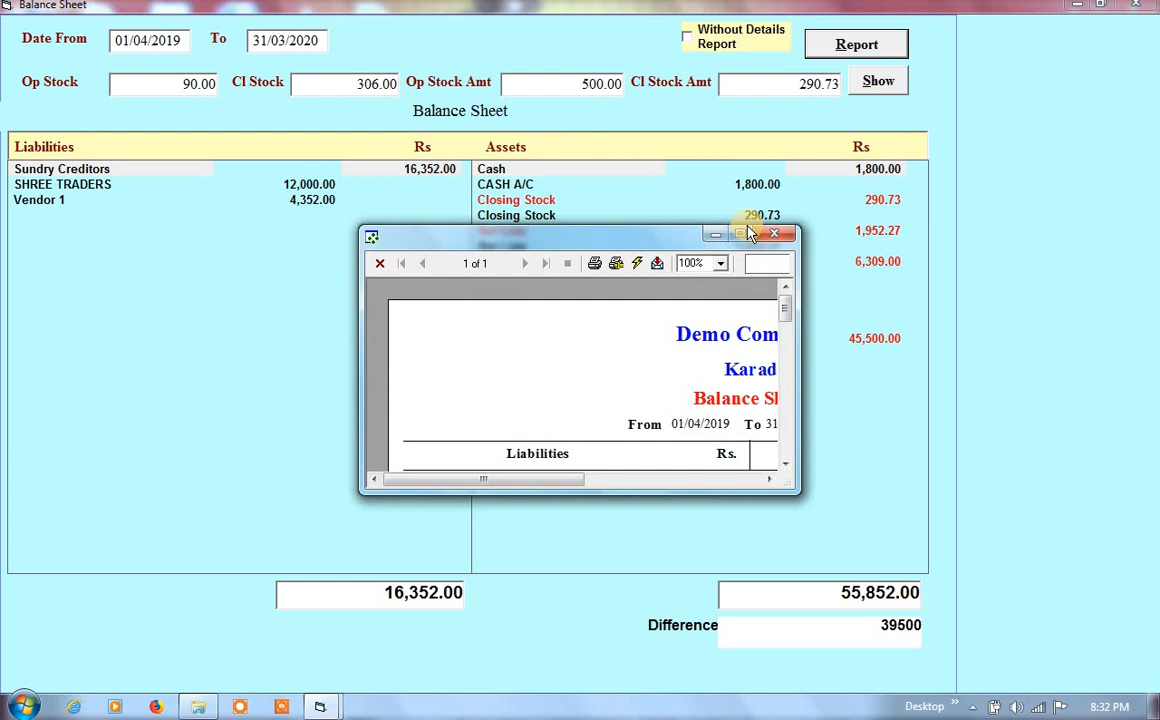 Balance Sheet
Date From 01/04/2019 To 31/03/2020
Without Details
Report
Report
Op Stock 90.00 Cl Stock 306.00 Op Stock Amt 500.00 Cl Stock Amt 290.73 Show
Balance Sheet
Liabilities Rs Assets Rs
Sundry Creditors 16,352.00 Cash 1,800.00
SHREE TRADERS 12,000.00 CASH A/C 1,800.00
Vendor 1 4,352.00 Closing Stock 290.73
Closing Stock 290.73
1,952.27
6,309.00
45,500.00
1 of 1 100%
Demo Com
Karad
Balance Sh
From 01/04/2019 To 31
Liabilities Rs.
16,352.00 55,852.00
Difference 39500
Desktop 8:32 PM